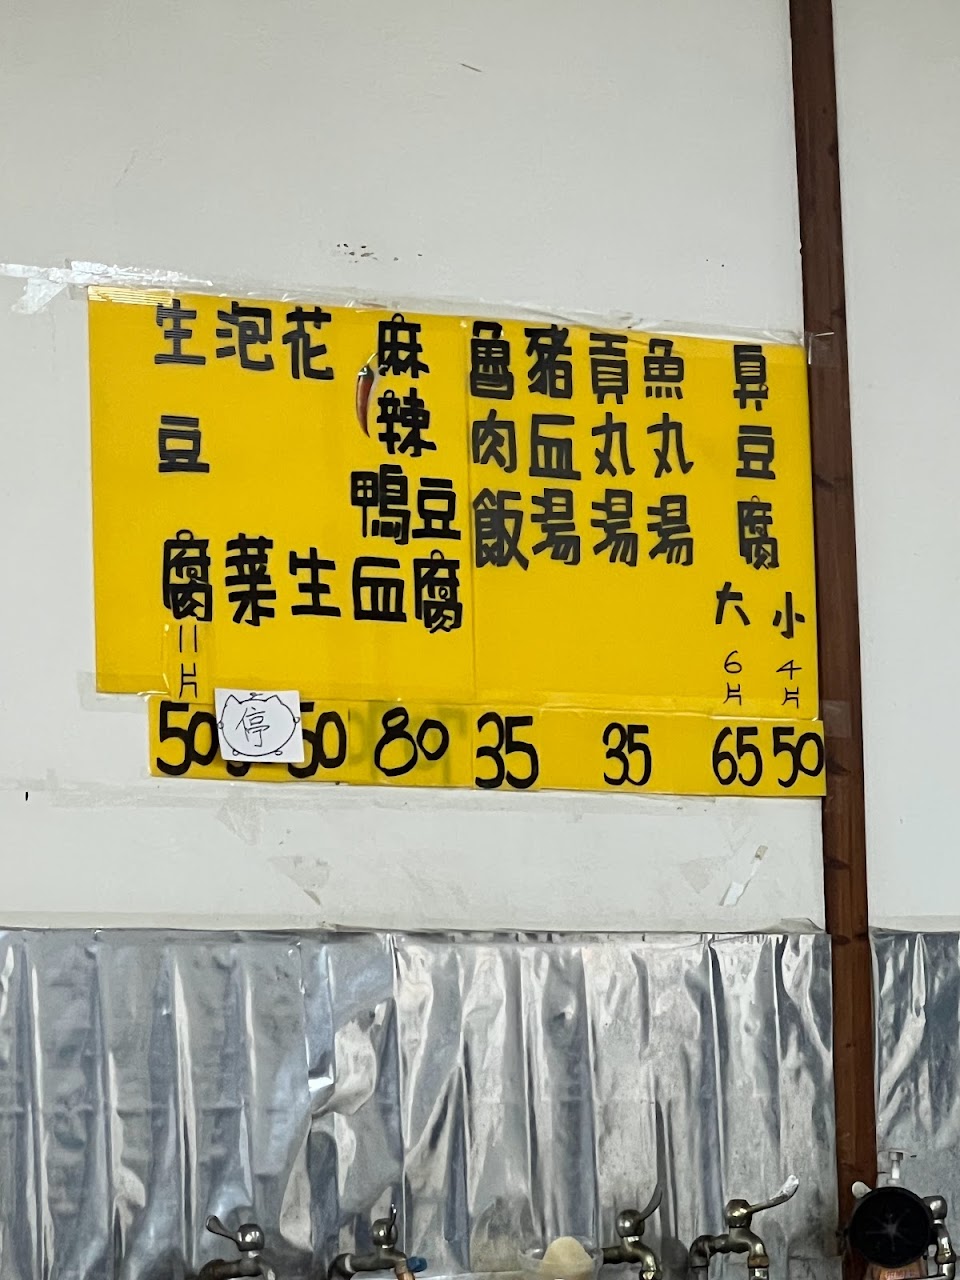 臭豆腐
小4片
50
大6片
65
魚丸湯
貢丸湯
豬血湯
35
魯肉飯
35
麻辣
鴨血
豆腐
80
花生
50
泡菜
停
生豆腐
11片
50